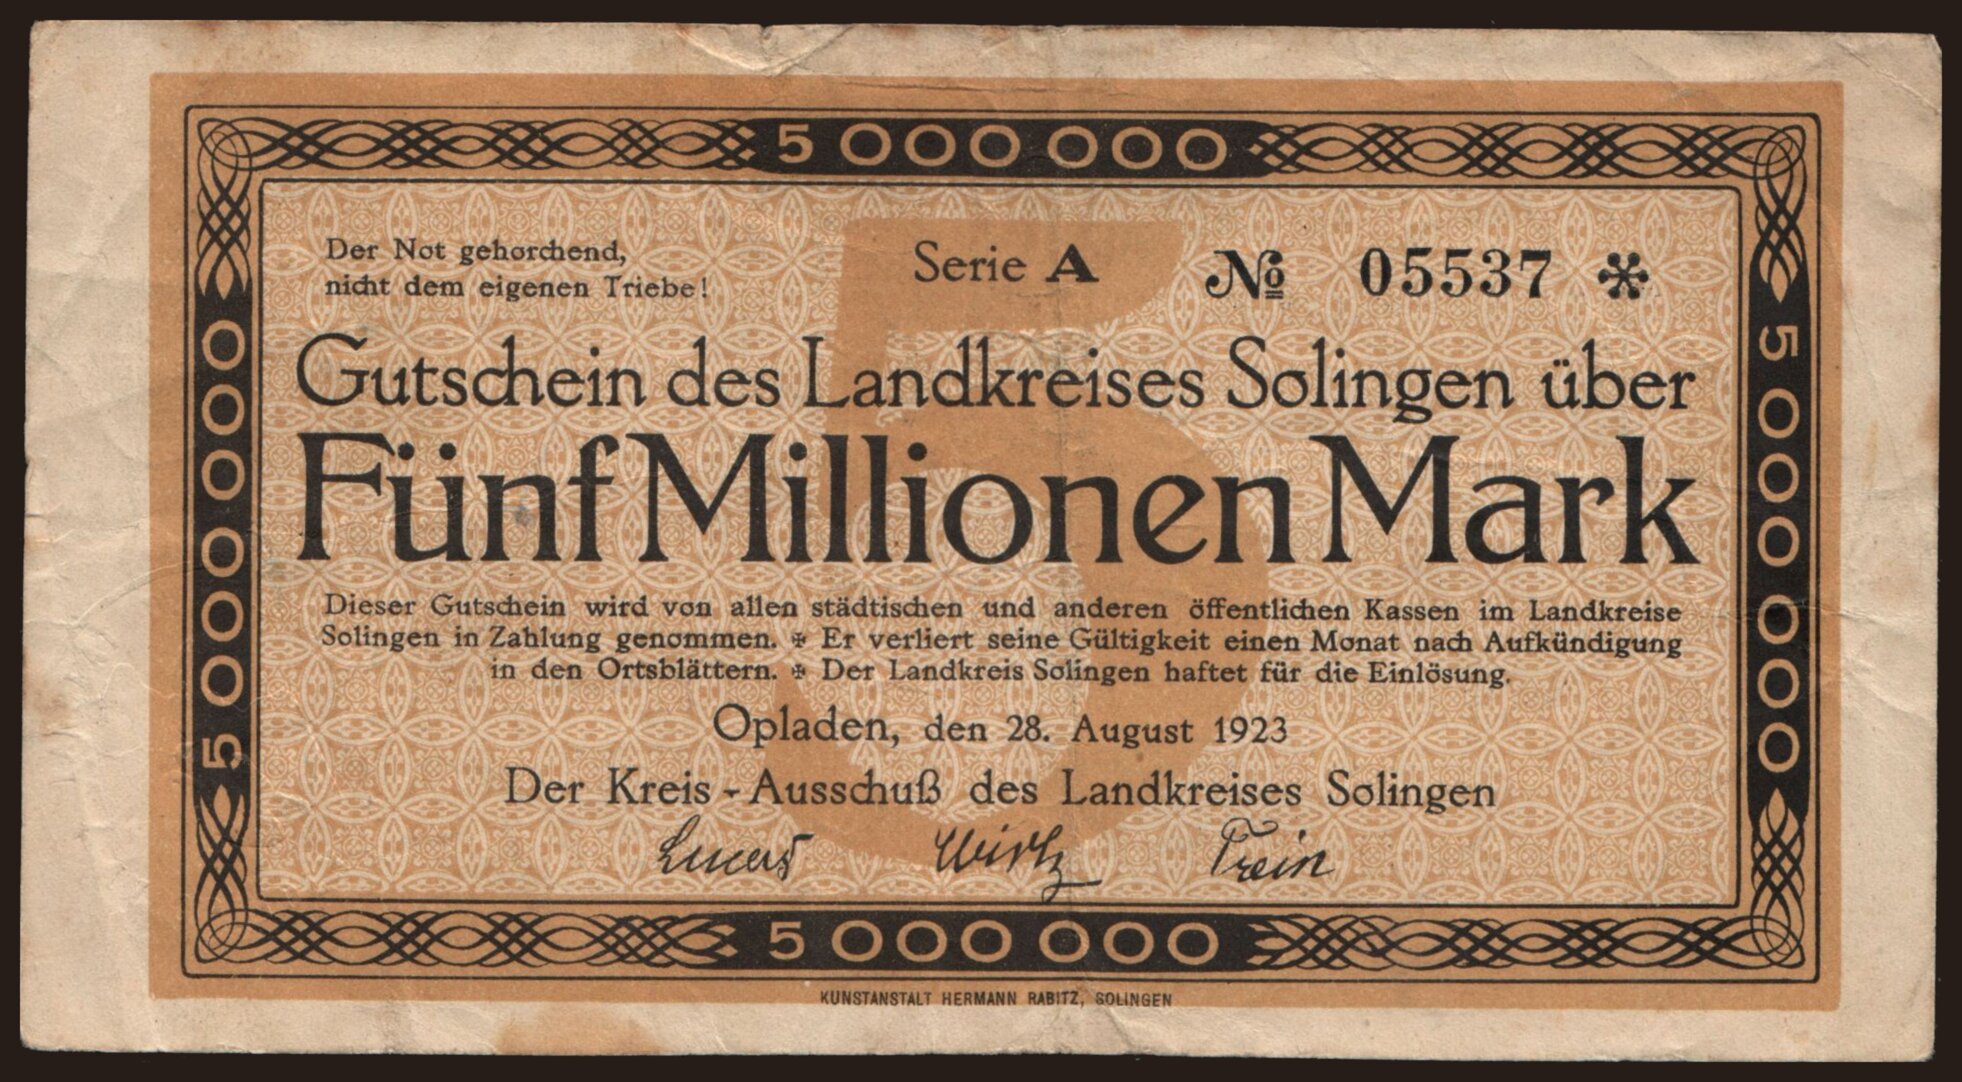 5 000 000
Der Not gehorchend,
nicht dem eigenen Triebe!
Serie A
№ 05537 *
Gutschein des Landkreises Solingen über
Fünf Millionen Mark
Dieser Gutschein wird von allen städtischen und anderen öffentlichen Kassen im Landkreise
Solingen in Zahlung genommen. ✠ Er verliert seine Gültigkeit einen Monat nach Aufkündigung
in den Ortsblättern. ✠ Der Landkreis Solingen haftet für die Einlösung.
Opladen, den 28. August 1923
Der Kreis-Ausschuß des Landkreises Solingen
Lucas Wirtz Trein
5 000 000
5 000 000
5 000 000
5
KUNSTANSTALT HERMANN RABITZ, SOLINGEN